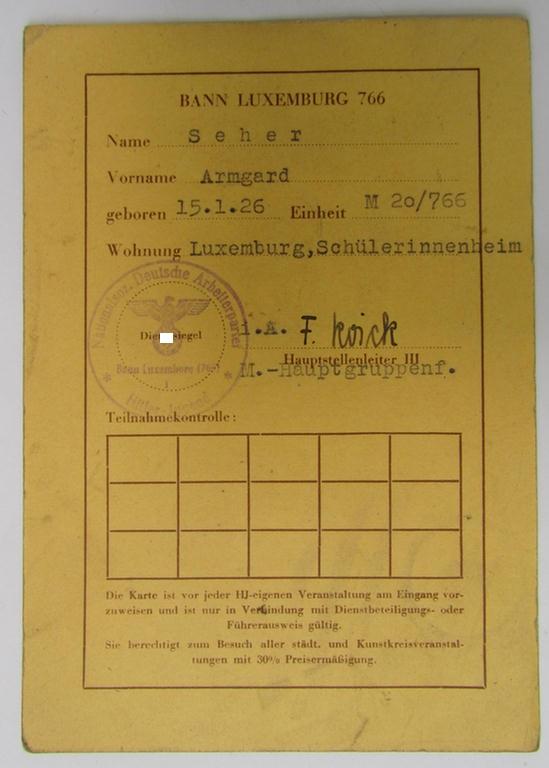 BANN LUXEMBURG 766
Name Seher
Vorname Armgard
geboren 15.1.26 Einheit M 20/766
Wohnung Luxemburg,Schülerinnenheim
Nationalsoz. Deutsche Arbeiterpartei
Dienstsiegel
Bann Luxemburg (766)
i.A. F. Koick
Hauptstellenleiter III
M.-Hauptgruppenf.
Teilnahmekontrolle:
Die Karte ist vor jeder HJ-eigenen Veranstaltung am Eingang vor-
zuweisen und ist nur in Verbindung mit Dienstbeteiligungs- oder
Führerausweis gültig.
Sie berechtigt zum Besuch aller städt. und Kunstkreisveranstal-
tungen mit 30% Preisermäßigung.